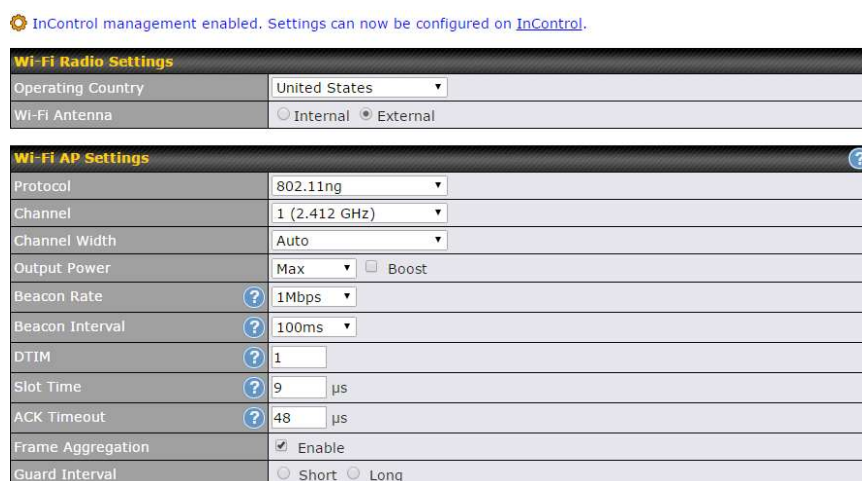 InControl management enabled. Settings can now be configured on InControl.
Wi-Fi Radio Settings
Operating Country United States
Wi-Fi Antenna Internal External
Wi-Fi AP Settings ?
Protocol 802.11ng
Channel 1 (2.412 GHz)
Channel Width Auto
Output Power Max Boost
Beacon Rate ? 1Mbps
Beacon Interval ? 100ms
DTIM ? 1
Slot Time ? 9 μs
ACK Timeout ? 48 μs
Frame Aggregation Enable
Guard Interval Short Long